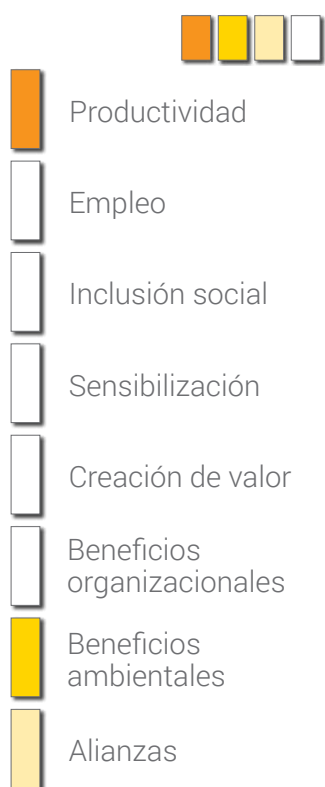 Productividad
Empleo
Inclusión social
Sensibilización
Creación de valor
Beneficios
organizacionales
Beneficios
ambientales
Alianzas